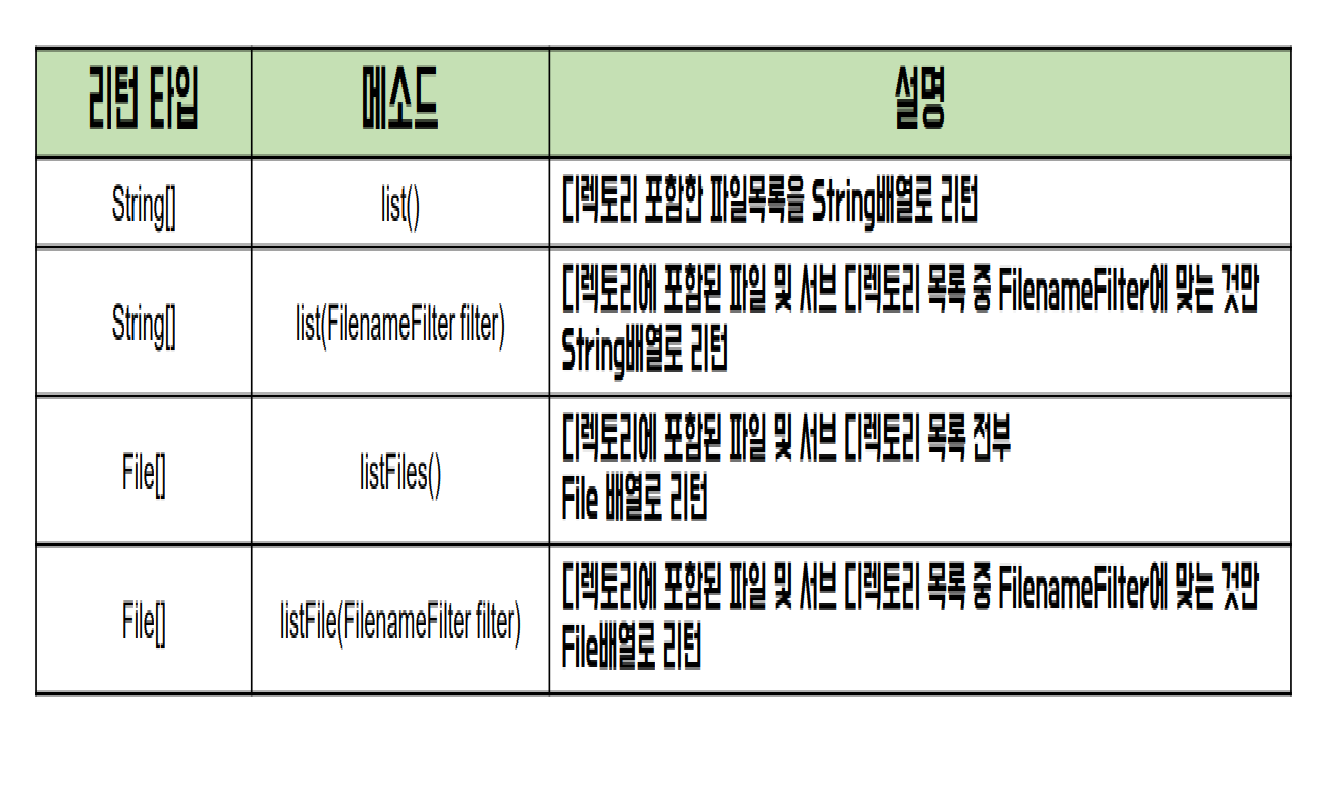 리턴 타입 메소드 설명
String[] list() 디렉토리 포함한 파일목록을 String배열로 리턴
String[] list(FilenameFilter filter) 디렉토리에 포함된 파일 및 서브 디렉토리 목록 중 FilenameFilter에 맞는 것만
String배열로 리턴
File[] listFiles() 디렉토리에 포함된 파일 및 서브 디렉토리 목록 전부
File 배열로 리턴
File[] listFile(FilenameFilter filter) 디렉토리에 포함된 파일 및 서브 디렉토리 목록 중 FilenameFilter에 맞는 것만
File배열로 리턴